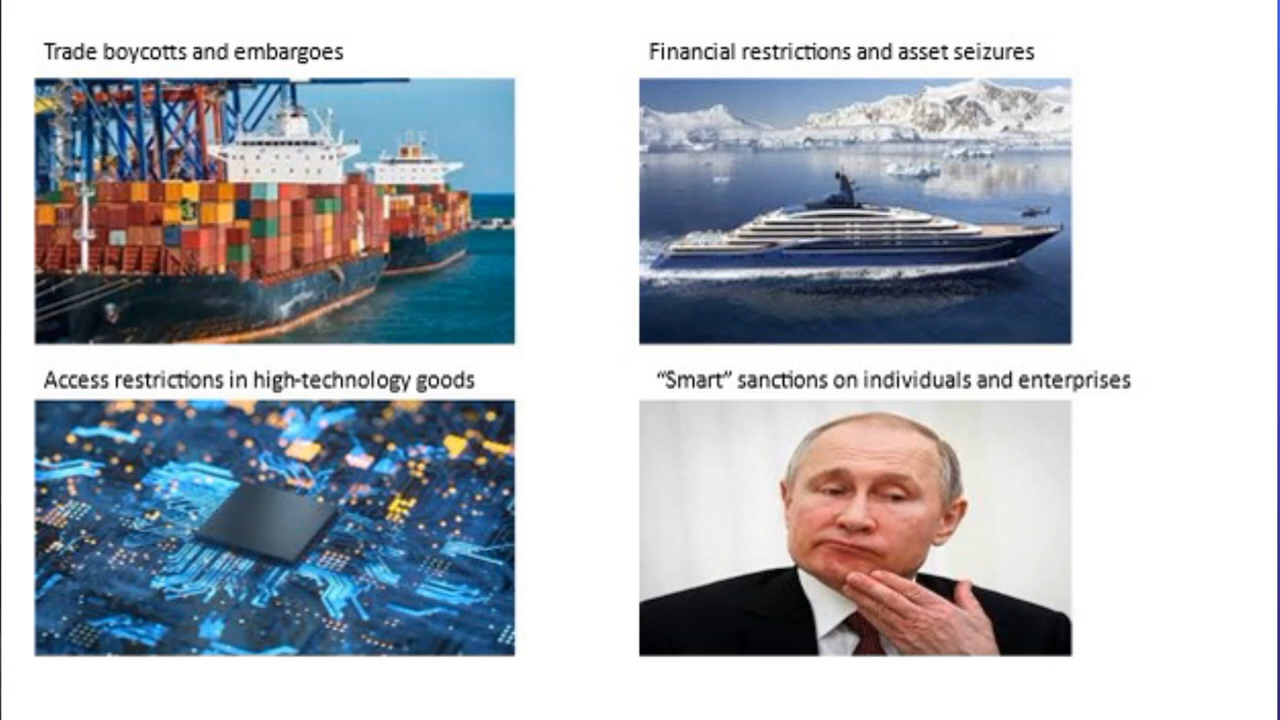 Trade boycotts and embargoes
Financial restrictions and asset seizures
Access restrictions in high-technology goods
“Smart” sanctions on individuals and enterprises